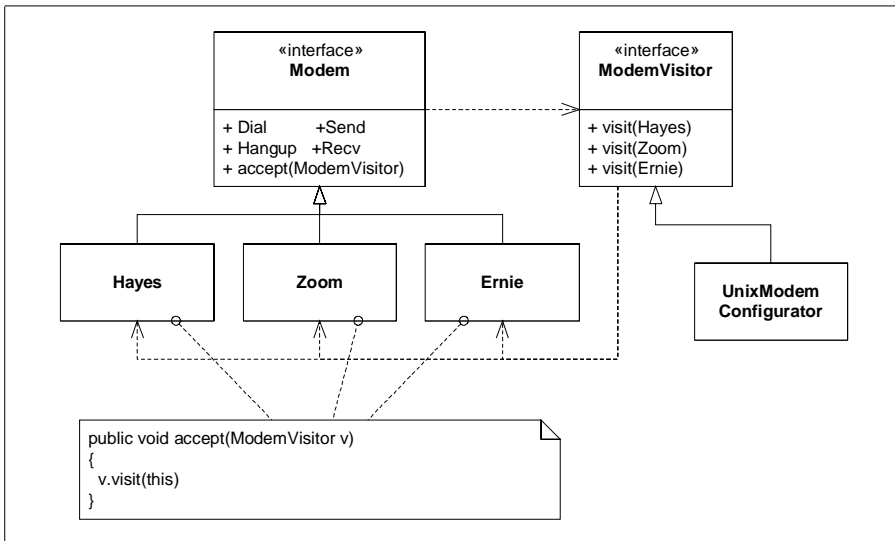 «interface»
Modem
+ Dial +Send
+ Hangup +Recv
+ accept(ModemVisitor)
«interface»
ModemVisitor
+ visit(Hayes)
+ visit(Zoom)
+ visit(Ernie)
Hayes
Zoom
Ernie
UnixModem
Configurator
public void accept(ModemVisitor v)
{
v.visit(this)
}